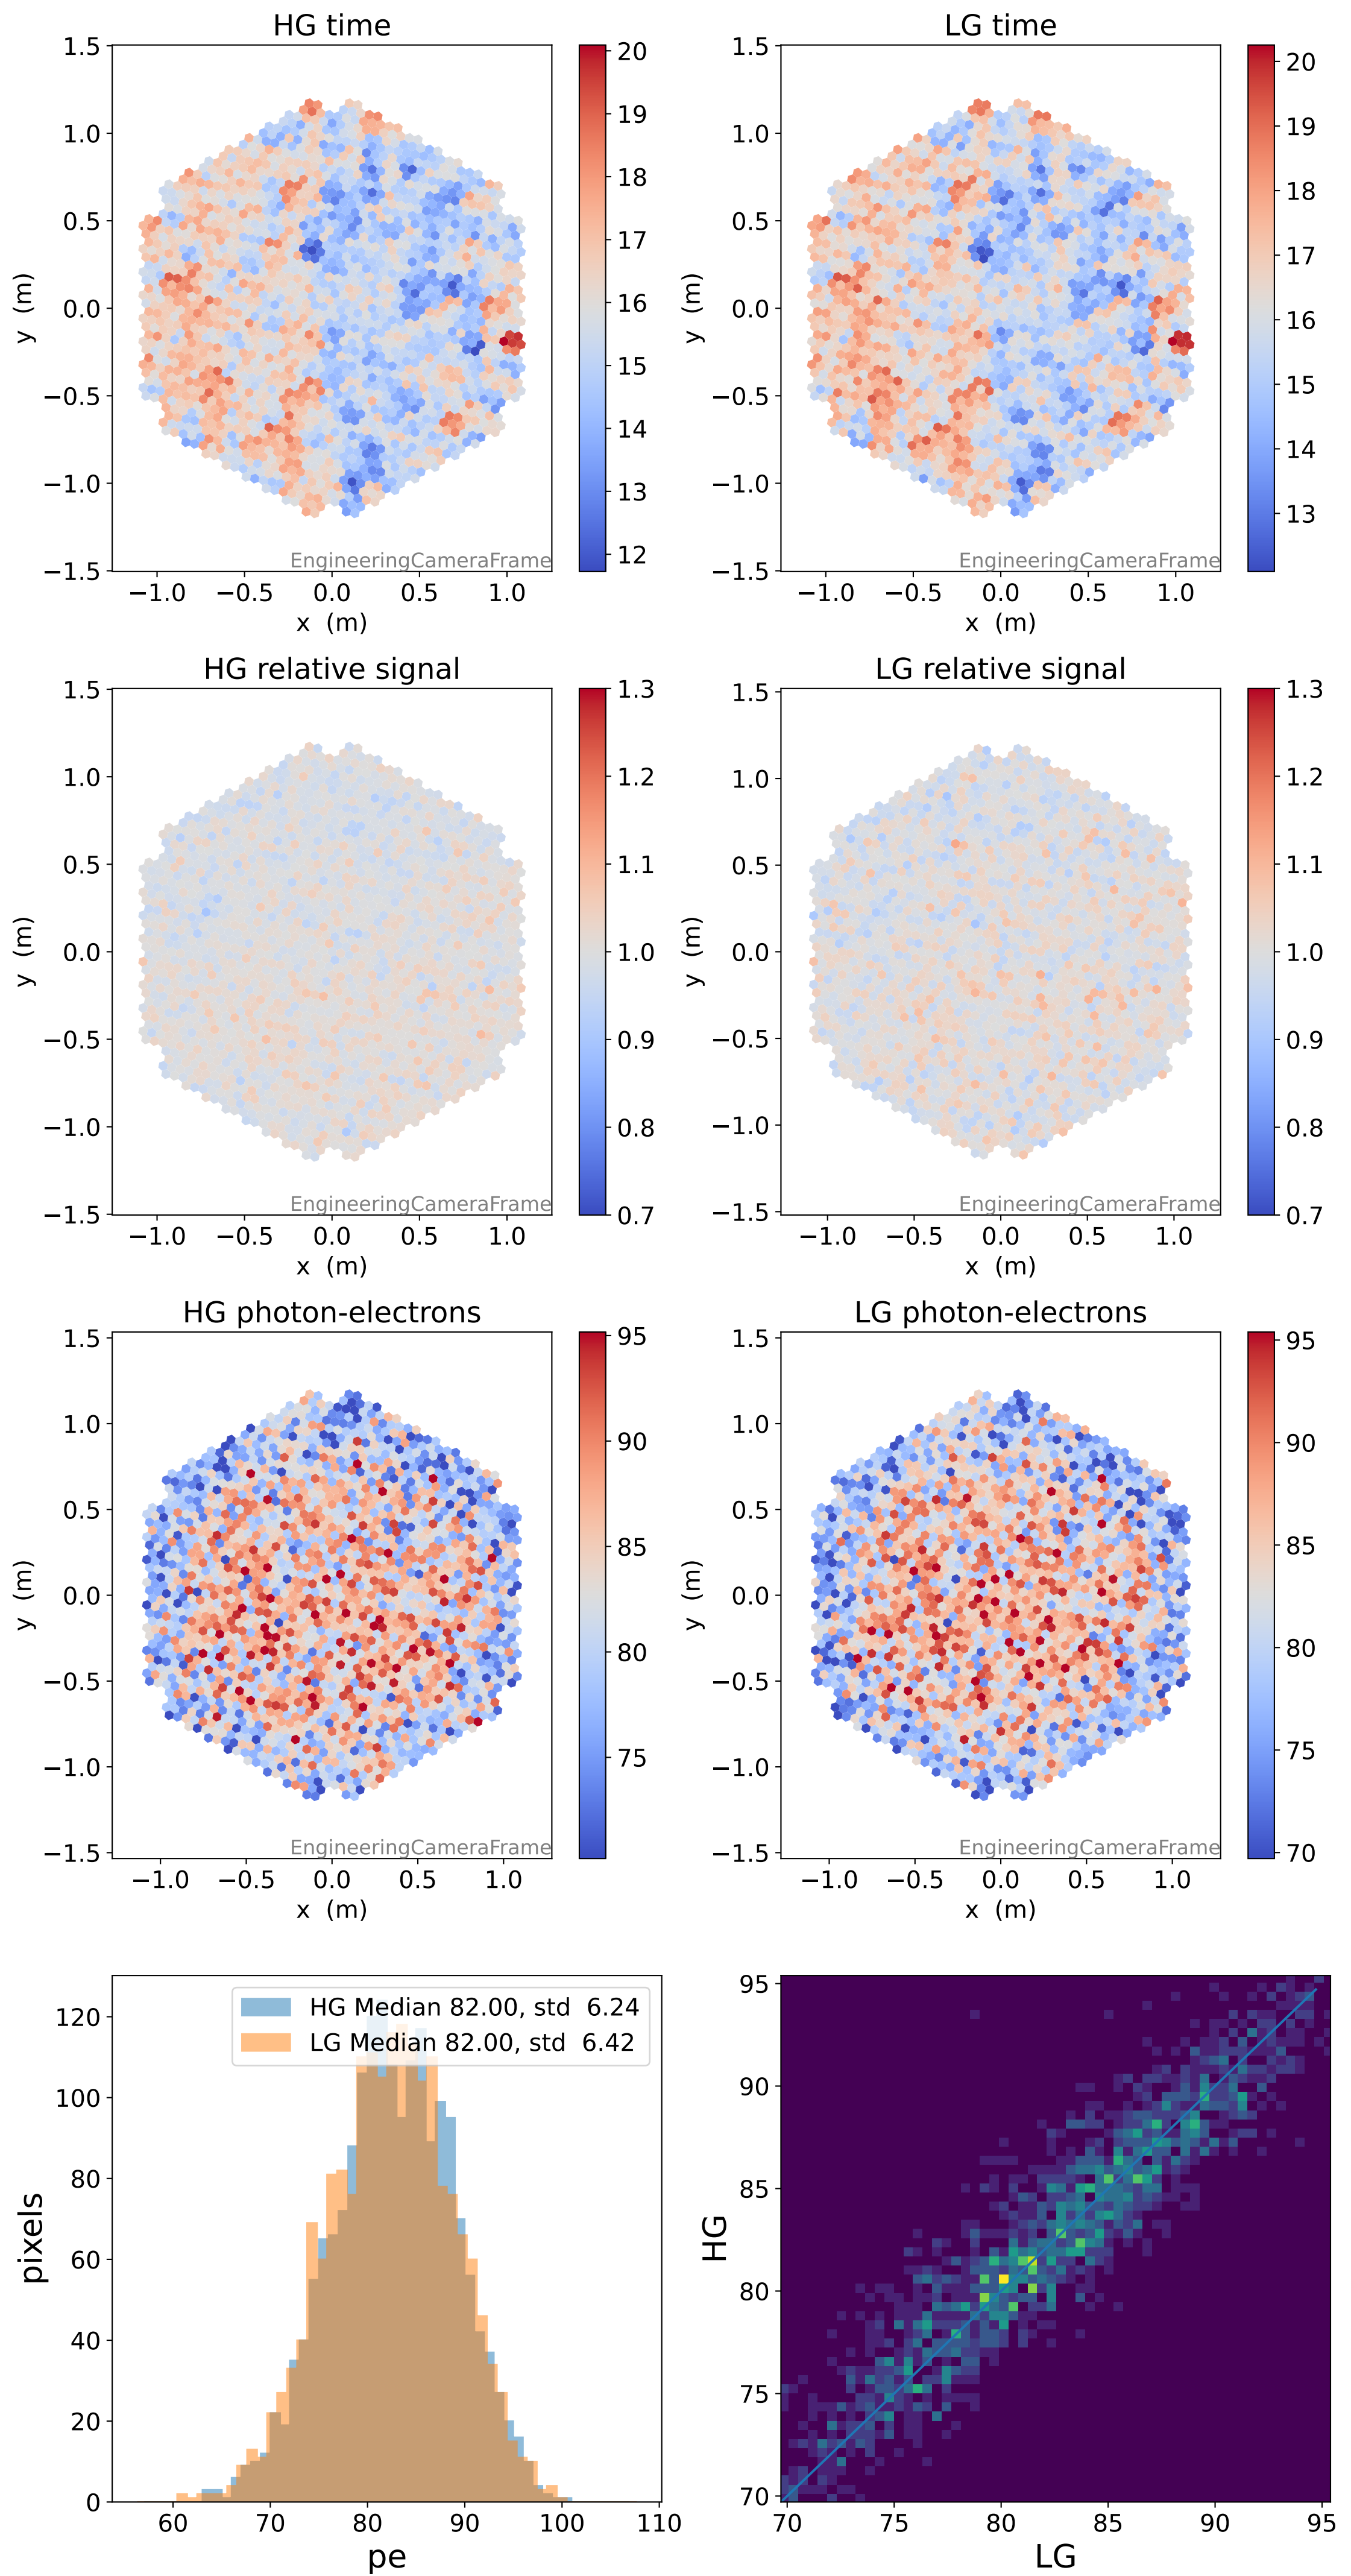 HG time
1.5
1.0
0.5
0.0
−0.5
−1.0
−1.5
y (m)
−1.0 −0.5 0.0 0.5 1.0
x (m)
EngineeringCameraFrame
20
19
18
17
16
15
14
13
12
LG time
1.5
1.0
0.5
0.0
−0.5
−1.0
−1.5
y (m)
−1.0 −0.5 0.0 0.5 1.0
x (m)
EngineeringCameraFrame
20
19
18
17
16
15
14
13
HG relative signal
1.5
1.0
0.5
0.0
−0.5
−1.0
−1.5
y (m)
−1.0 −0.5 0.0 0.5 1.0
x (m)
EngineeringCameraFrame
1.3
1.2
1.1
1.0
0.9
0.8
0.7
LG relative signal
1.5
1.0
0.5
0.0
−0.5
−1.0
−1.5
y (m)
−1.0 −0.5 0.0 0.5 1.0
x (m)
EngineeringCameraFrame
1.3
1.2
1.1
1.0
0.9
0.8
0.7
HG photon-electrons
1.5
1.0
0.5
0.0
−0.5
−1.0
−1.5
y (m)
−1.0 −0.5 0.0 0.5 1.0
x (m)
EngineeringCameraFrame
95
90
85
80
75
LG photon-electrons
1.5
1.0
0.5
0.0
−0.5
−1.0
−1.5
y (m)
−1.0 −0.5 0.0 0.5 1.0
x (m)
EngineeringCameraFrame
95
90
85
80
75
70
HG Median 82.00, std 6.24
LG Median 82.00, std 6.42
120
100
80
60
40
20
0
pixels
60 70 80 90 100 110
pe
95
90
85
80
75
70
HG
70 75 80 85 90 95
LG